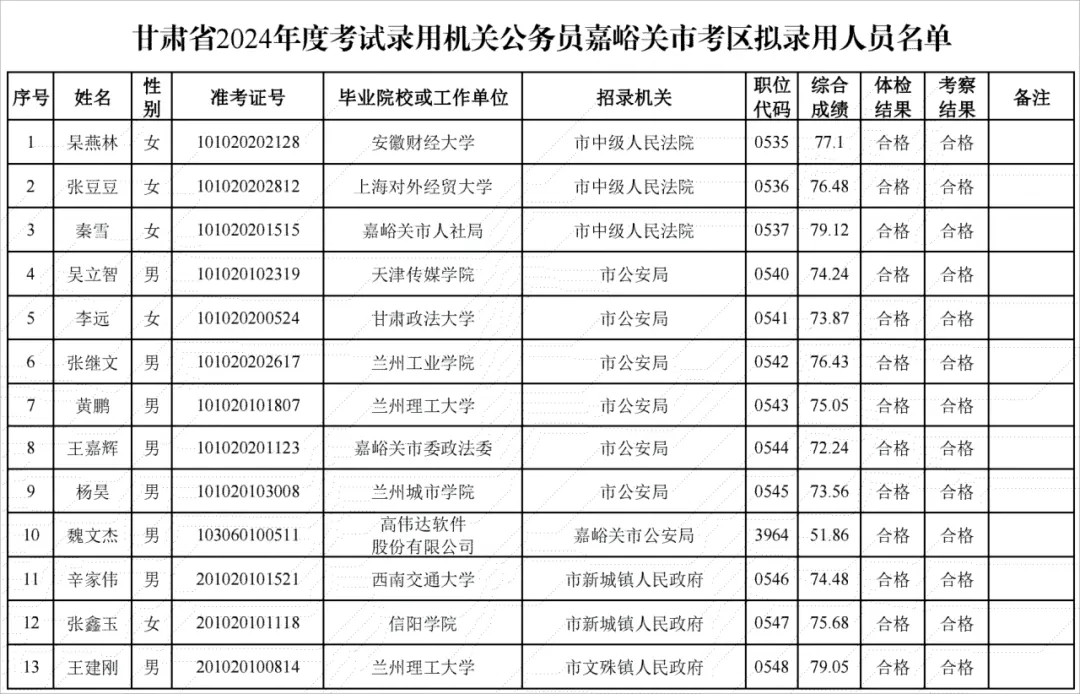 甘肃省2024年度考试录用机关公务员嘉峪关市考区拟录用人员名单
序号 姓名 性别 准考证号 毕业院校或工作单位 招录机关 职位代码 综合成绩 体检结果 考察结果 备注
1 杲燕林 女 101020202128 安徽财经大学 市中级人民法院 0535 77.1 合格 合格
2 张豆豆 女 101020202812 上海对外经贸大学 市中级人民法院 0536 76.48 合格 合格
3 秦雪 女 101020201515 嘉峪关市人社局 市中级人民法院 0537 79.12 合格 合格
4 吴立智 男 101020102319 天津传媒学院 市公安局 0540 74.24 合格 合格
5 李远 女 101020200524 甘肃政法大学 市公安局 0541 73.87 合格 合格
6 张继文 男 101020202617 兰州工业学院 市公安局 0542 76.43 合格 合格
7 黄鹏 男 101020101807 兰州理工大学 市公安局 0543 75.05 合格 合格
8 王嘉辉 男 101020201123 嘉峪关市委政法委 市公安局 0544 72.24 合格 合格
9 杨昊 男 101020103008 兰州城市学院 市公安局 0545 73.56 合格 合格
10 魏文杰 男 103060100511 高伟达软件股份有限公司 嘉峪关市公安局 3964 51.86 合格 合格
11 辛家伟 男 201020101521 西南交通大学 市新城镇人民政府 0546 74.48 合格 合格
12 张鑫玉 女 201020101118 信阳学院 市新城镇人民政府 0547 75.68 合格 合格
13 王建刚 男 201020100814 兰州理工大学 市文殊镇人民政府 0548 79.05 合格 合格